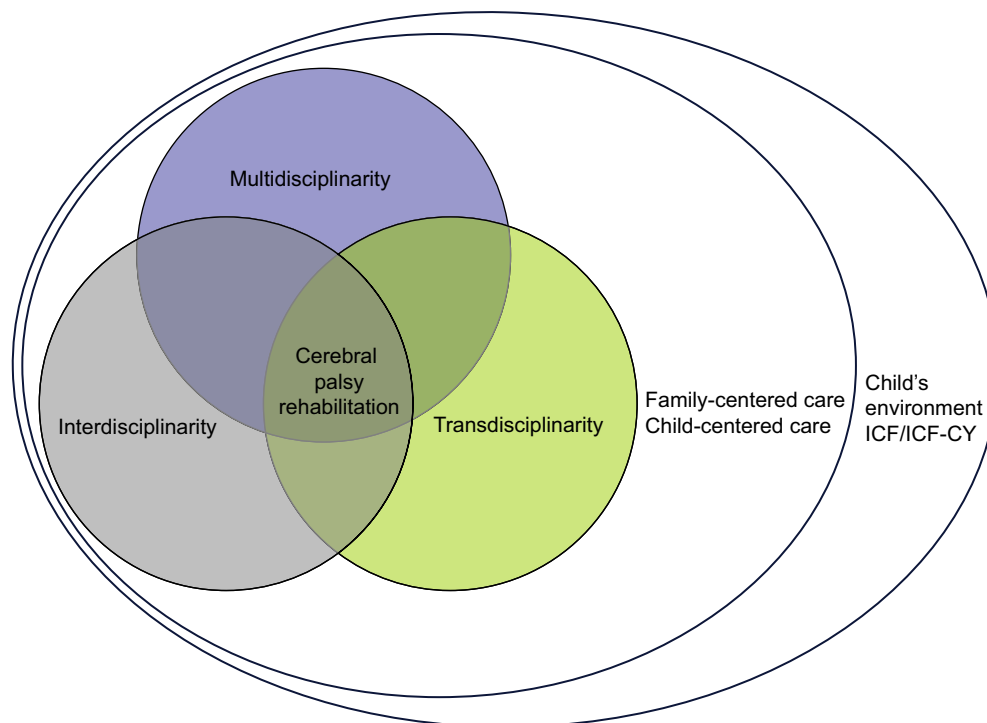 Multidisciplinarity
Cerebral
palsy
rehabilitation
Interdisciplinarity
Transdisciplinarity
Family-centered care
Child-centered care
Child’s
environment
ICF/ICF-CY